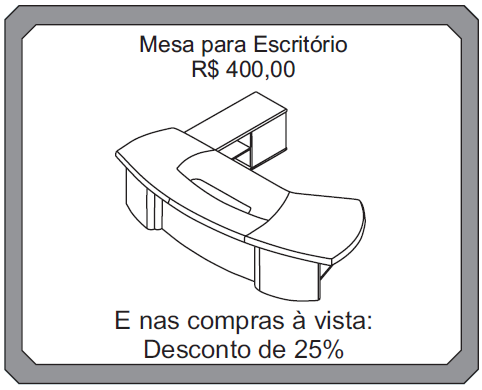 Mesa para Escritório
R$ 400,00
E nas compras à vista:
Desconto de 25%